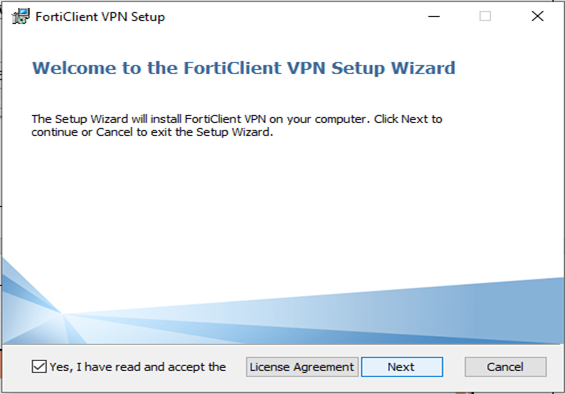 FortiClient VPN Setup
Welcome to the FortiClient VPN Setup Wizard
The Setup Wizard will install FortiClient VPN on your computer. Click Next to
continue or Cancel to exit the Setup Wizard.
Yes, I have read and accept the License Agreement Next Cancel